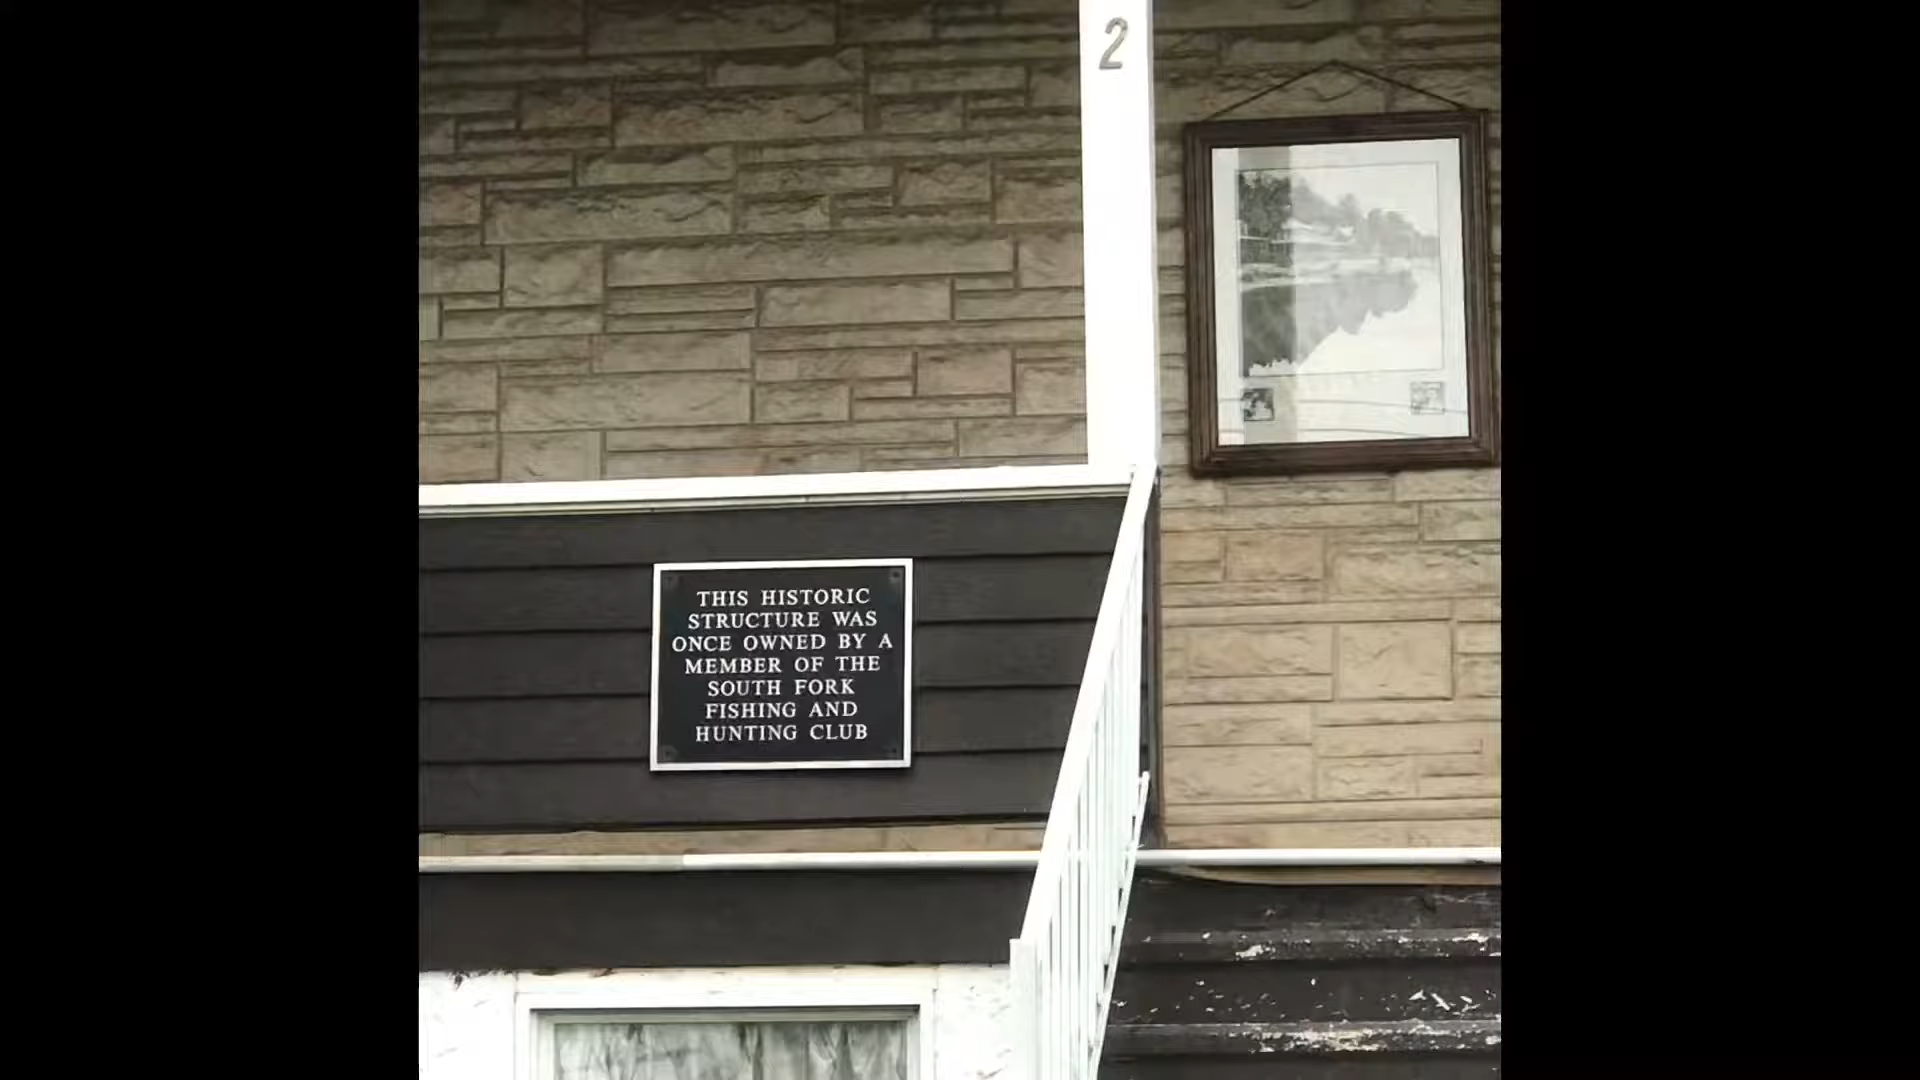 2
THIS HISTORIC
STRUCTURE WAS
ONCE OWNED BY A
MEMBER OF THE
SOUTH FORK
FISHING AND
HUNTING CLUB